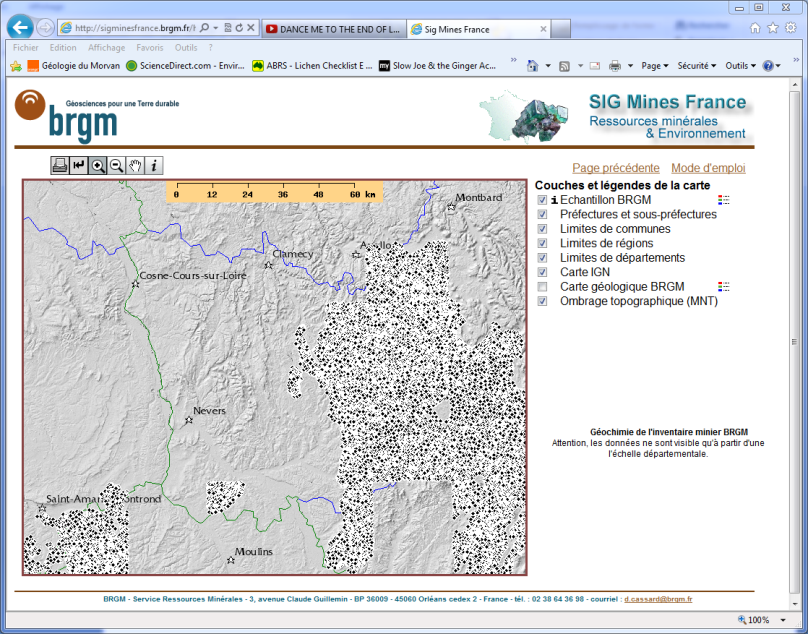 http://sigminesfrance.brgm.fr/
DANCE ME TO THE END OF L...
Sig Mines France
Fichier Edition Affichage Favoris Outils ?
Géologie du Morvan
ScienceDirect.com - Envir...
ABRS - Lichen Checklist E ...
my Slow Joe & the Ginger Ac...
Page
Sécurité
Outils
Géosciences pour une Terre durable
brgm
SIG Mines France
Ressources minérales
& Environnement
Page précédente Mode d'emploi
0 12 24 36 48 60 km
Couches et légendes de la carte
i Echantillon BRGM
Préfectures et sous-préfectures
Limites de communes
Limites de régions
Limites de départements
Carte IGN
Carte géologique BRGM
Ombrage topographique (MNT)
Montbard
Clamecy
Cosne-Cours-sur-Loire
Nevers
Moulins
Géochimie de l'inventaire minier BRGM
Attention, les données ne sont visible qu'à partir d'une
l'échelle départementale.
BRGM - Service Ressources Minérales - 3, avenue Claude Guillemin - BP 36009 - 45060 Orléans cedex 2 - France - tél. : 02 38 64 36 98 - courriel : d.cassard@brgm.fr
100%